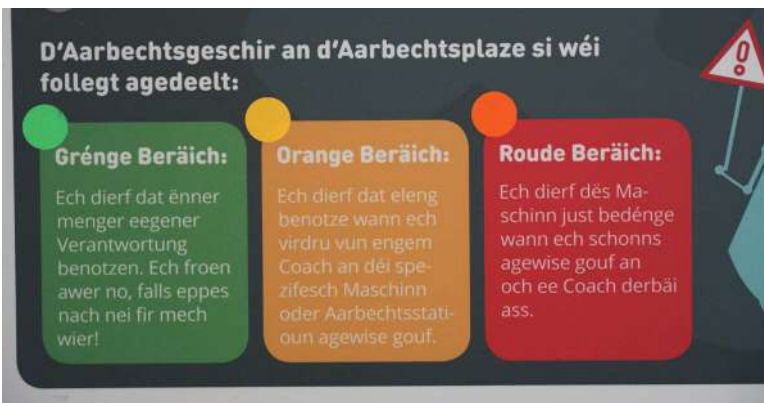 D'Aarbechtsgeschir an d'Aarbechtsplaze si wéi
follegt agedeelt:
Grénge Beräich:
Ech dierf dat ënner
menger eegener
Verantwortung
benotzen. Ech froen
awer no, falls eppes
nach nei fir mech
wier!
Orange Beräich:
Ech dierf dat eleng
benotze wann ech
virdru vun engem
Coach an déi spe-
zifesch Maschinn
oder Aarbechtsstati-
oun agewise gouf.
Roude Beräich:
Ech dierf dës Ma-
schinn just bedénge
wann ech schonns
agewise gouf an
och ee Coach derbäi
ass.